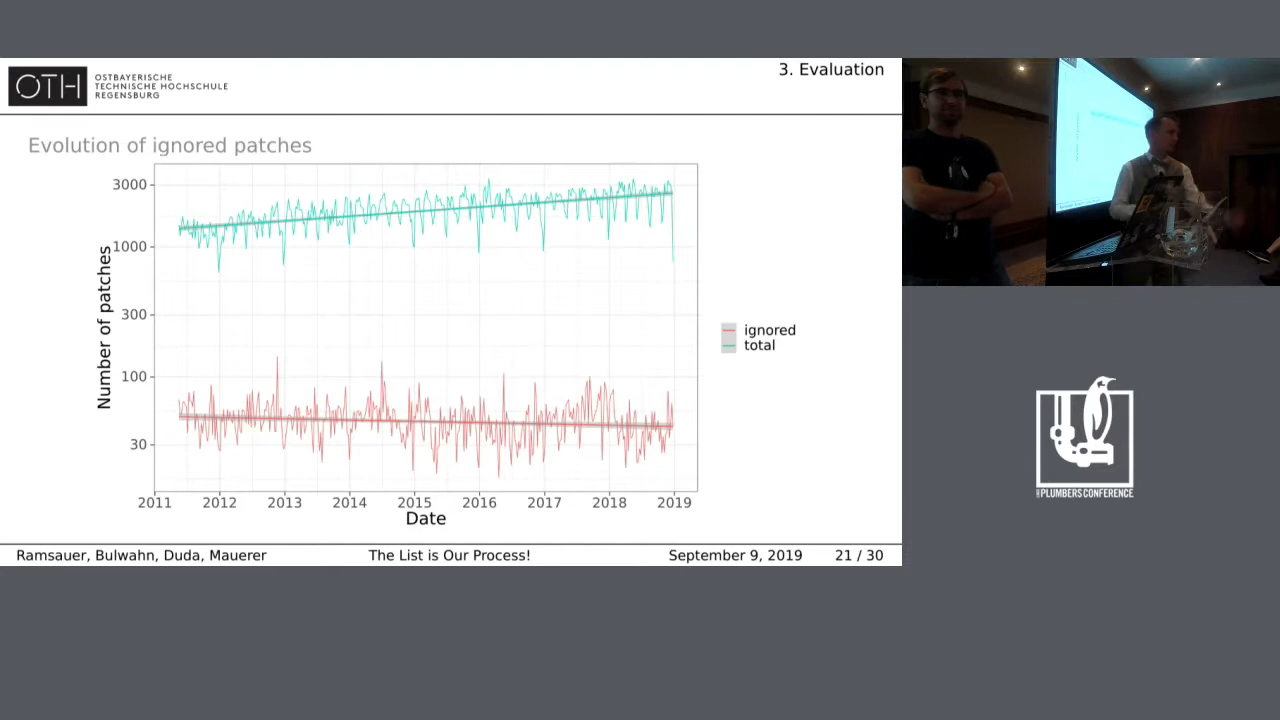 OTH
OSTBAYERISCHE
TECHNISCHE HOCHSCHULE
REGENSBURG
3. Evaluation
Evolution of ignored patches
Number of patches
3000
1000
300
100
30
2011 2012 2013 2014 2015 2016 2017 2018 2019
Date
ignored
total
Ramsauer, Bulwahn, Duda, Mauerer The List is Our Process! September 9, 2019 21 / 30
PLUMBERS CONFERENCE